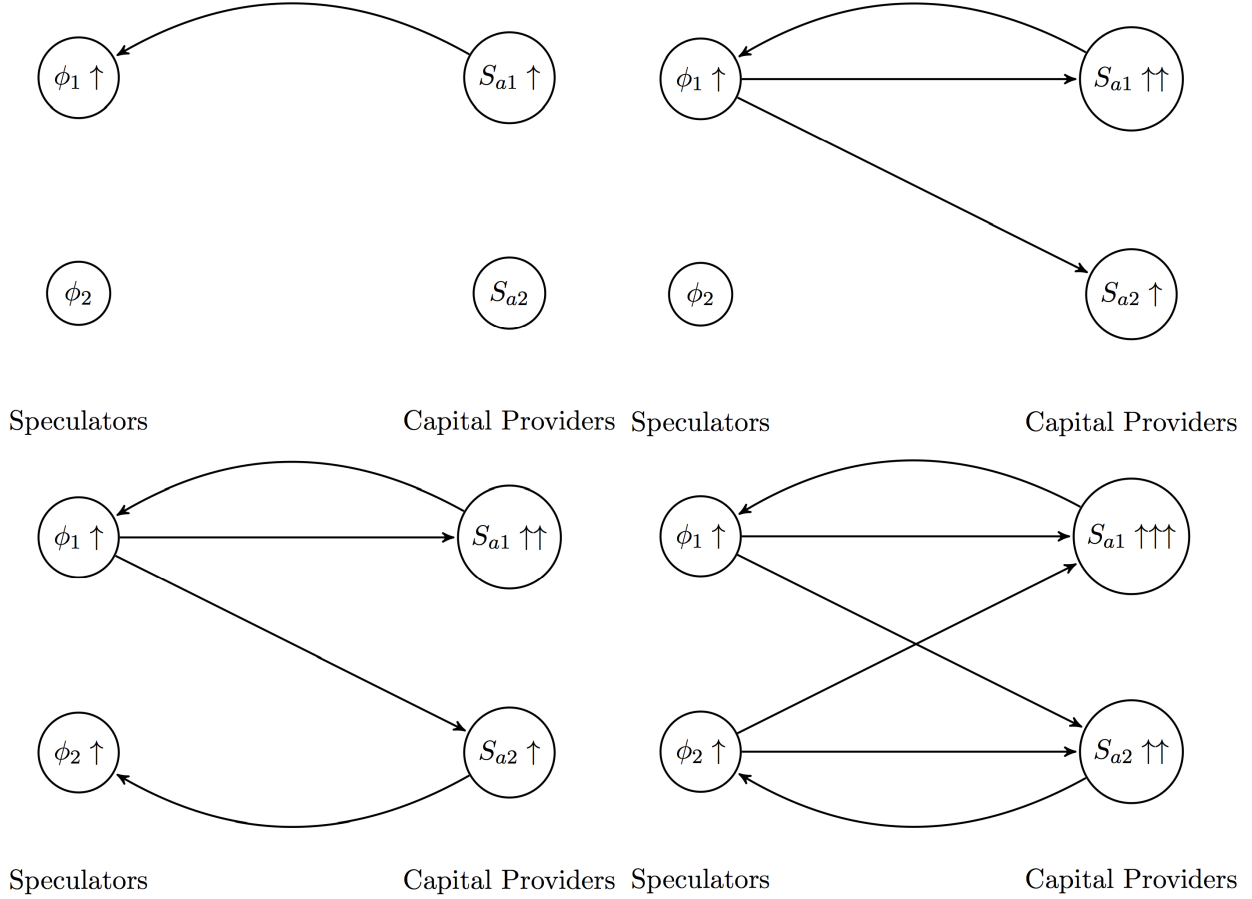 ϕ1 ↑ Sa1 ↑
ϕ2 Sa2
Speculators Capital Providers
ϕ1 ↑ Sa1 ↑↑
ϕ2 Sa2 ↑
Speculators Capital Providers
ϕ1 ↑ Sa1 ↑↑
ϕ2 ↑ Sa2 ↑
Speculators Capital Providers
ϕ1 ↑ Sa1 ↑↑↑
ϕ2 ↑ Sa2 ↑↑
Speculators Capital Providers